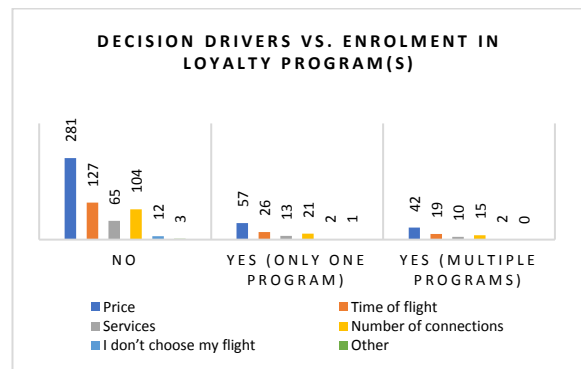 DECISION DRIVERS VS. ENROLMENT IN
LOYALTY PROGRAM(S)
281
127
65
104
12
3
57
26
13
21
2
1
42
19
10
15
2
0
NO
YES (ONLY ONE
PROGRAM)
YES (MULTIPLE
PROGRAMS)
Price
Time of flight
Services
Number of connections
I don't choose my flight
Other